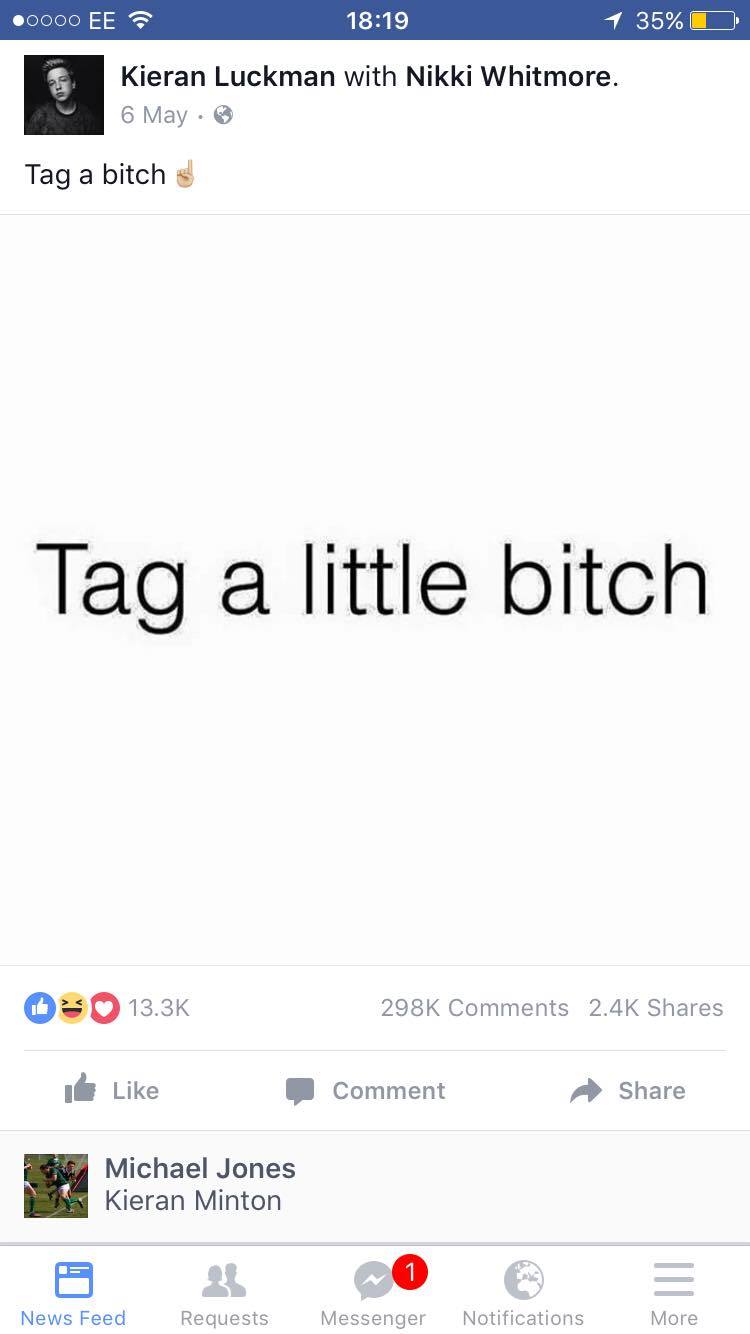 EE 18:19 35%
Kieran Luckman with Nikki Whitmore.
6 May ·
Tag a bitch ☝🏼
Tag a little bitch
13.3K 298K Comments 2.4K Shares
Like Comment Share
Michael Jones
Kieran Minton
1
News Feed Requests Messenger Notifications More